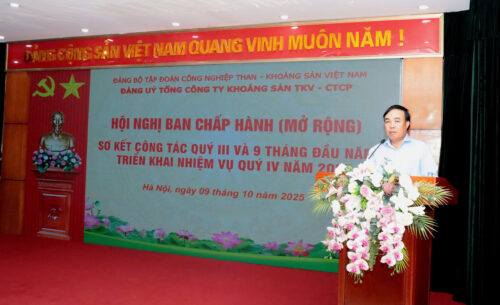 ĐẢNG CỘNG SẢN VIỆT NAM QUANG VINH MUÔN NĂM !
ĐẢNG BỘ TẬP ĐOÀN CÔNG NGHIỆP THAN - KHOÁNG SẢN VIỆT NAM
ĐẢNG UỶ TỔNG CÔNG TY KHOÁNG SẢN TKV - CTCP
HỘI NGHỊ BAN CHẤP HÀNH (MỞ RỘNG)
SƠ KẾT CÔNG TÁC QUÝ III VÀ 9 THÁNG ĐẦU NĂM
TRIỂN KHAI NHIỆM VỤ QUÝ IV NĂM
Hà Nội, ngày 09 tháng 10 năm 2025